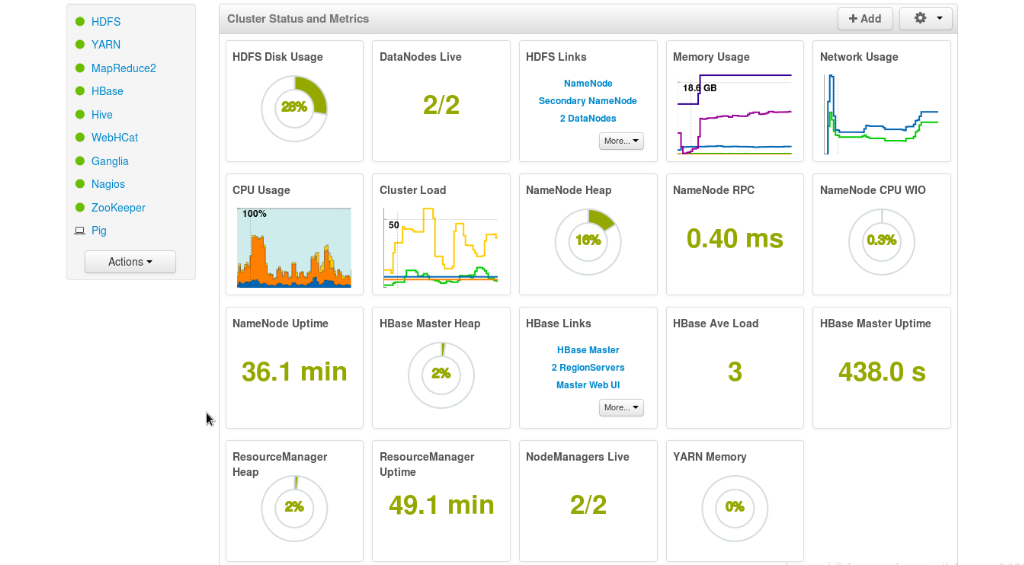 HDFS
YARN
MapReduce2
HBase
Hive
WebHCat
Ganglia
Nagios
ZooKeeper
Pig
Actions
Cluster Status and Metrics
Add
HDFS Disk Usage
28%
DataNodes Live
2/2
HDFS Links
NameNode
Secondary NameNode
2 DataNodes
More...
Memory Usage
18.6 GB
Network Usage
CPU Usage
100%
Cluster Load
50
NameNode Heap
16%
NameNode RPC
0.40 ms
NameNode CPU WIO
0.3%
NameNode Uptime
36.1 min
HBase Master Heap
2%
HBase Links
HBase Master
2 RegionServers
Master Web UI
More...
HBase Ave Load
3
HBase Master Uptime
438.0 s
ResourceManager
Heap
2%
ResourceManager
Uptime
49.1 min
NodeManagers Live
2/2
YARN Memory
0%